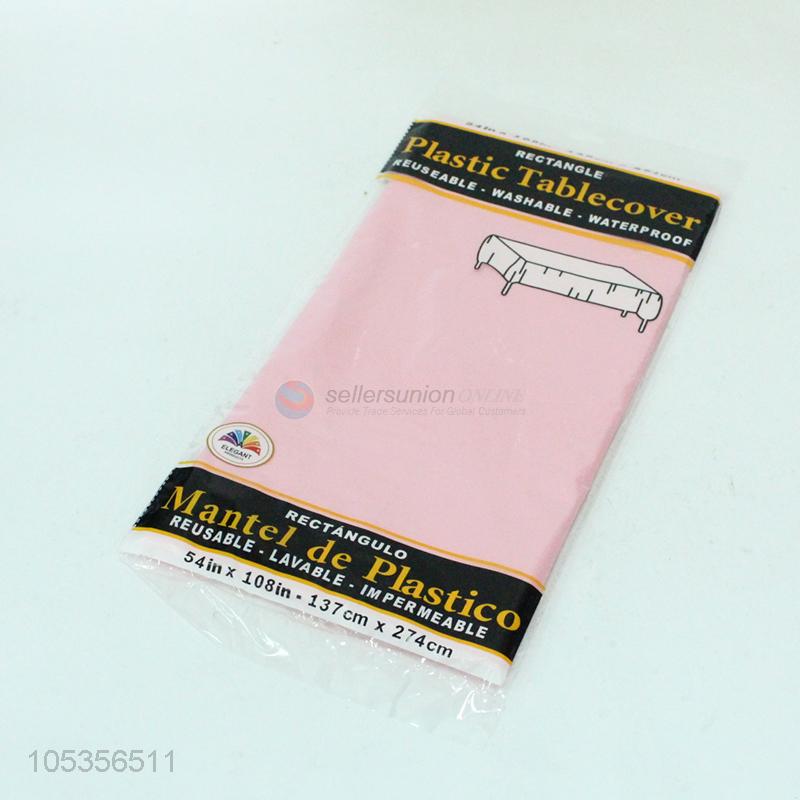 RECTANGLE
Plastic Tablecover
REUSEABLE - WASHABLE - WATERPROOF
sellersunion ONLINE
Provide Trade Services For Global Customers
ELEGANT
RECTÁNGULO
Mantel de Plastico
REUSABLE - LAVABLE - IMPERMEABLE
54in x 108in - 137cm x 274cm
105356511